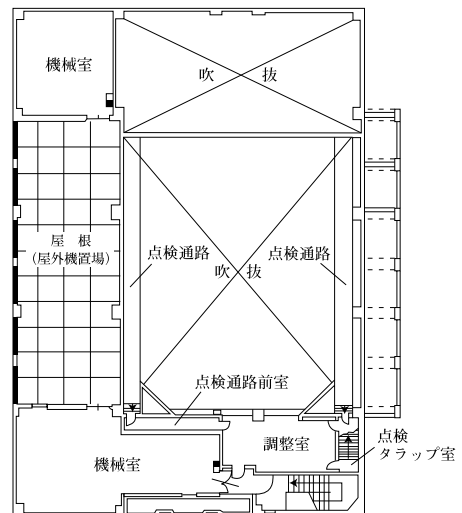 機械室
吹 抜
屋 根
(屋外機置場)
点検通路
点検通路
吹 抜
点検通路前室
調整室
点検
タラップ室
機械室